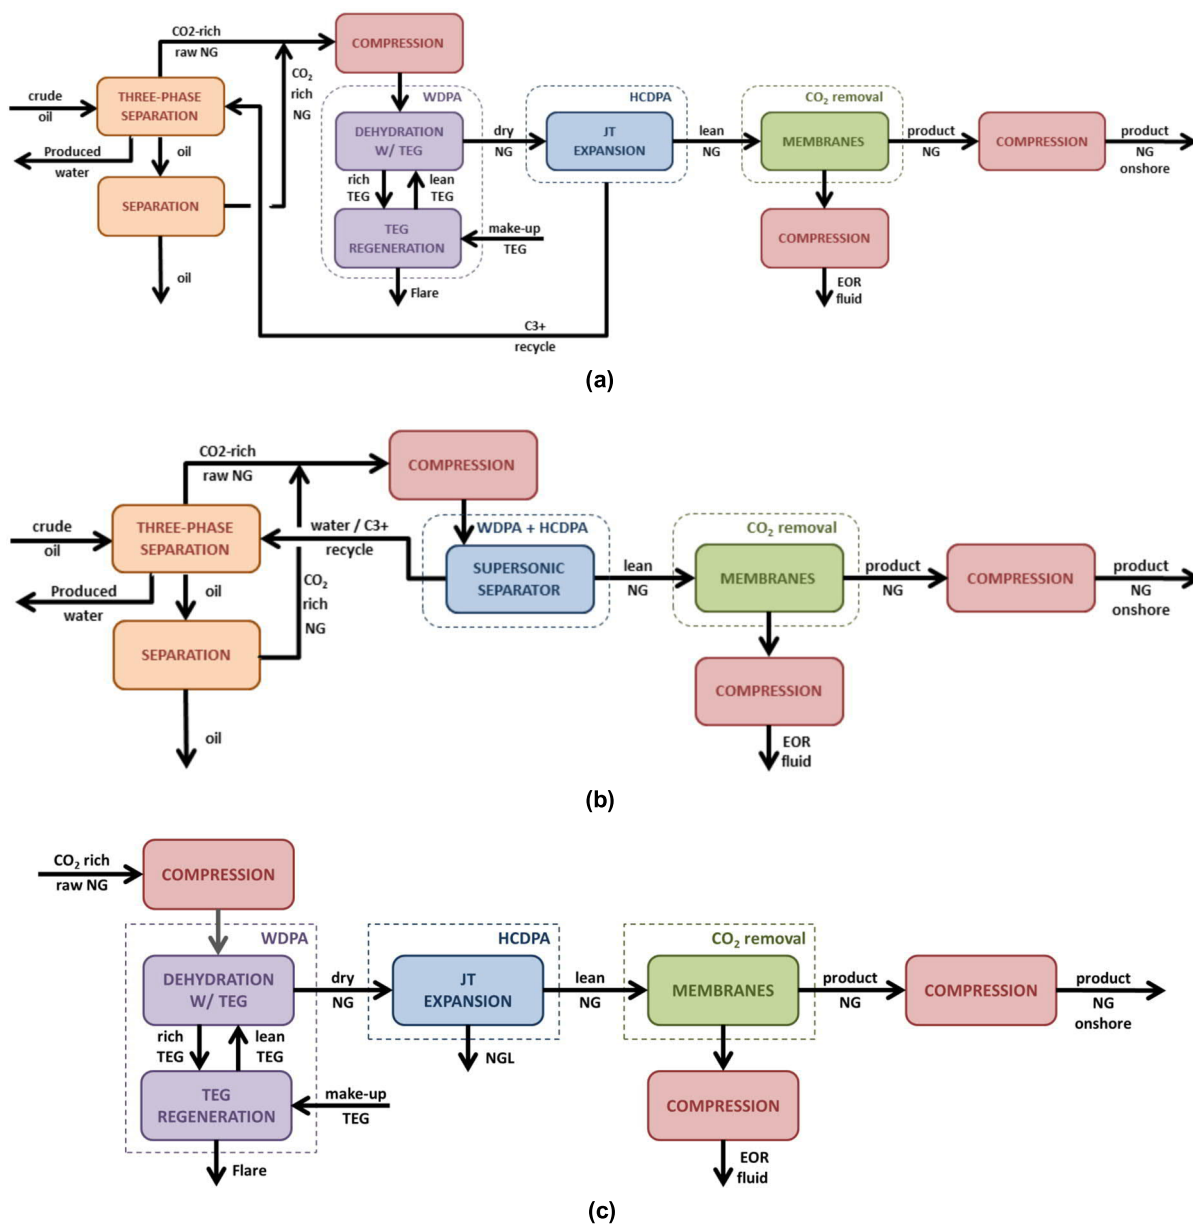 CO2-rich
raw NG
COMPRESSION
CO2
rich
NG
crude
oil
THREE-PHASE
SEPARATION
Produced
water
oil
SEPARATION
oil
WDPA
DEHYDRATION
W/ TEG
rich
TEG
lean
TEG
TEG
REGENERATION
make-up
TEG
Flare
dry
NG
HCDPA
JT
EXPANSION
lean
NG
CO2 removal
MEMBRANES
product
NG
COMPRESSION
product
NG
onshore
COMPRESSION
EOR
fluid
C3+
recycle
(a)
CO2-rich
raw NG
COMPRESSION
crude
oil
THREE-PHASE
SEPARATION
water / C3+
recycle
WDPA + HCDPA
SUPERSONIC
SEPARATOR
lean
NG
CO2 removal
MEMBRANES
product
NG
COMPRESSION
product
NG
onshore
Produced
water
oil
CO2
rich
NG
SEPARATION
oil
COMPRESSION
EOR
fluid
(b)
CO2 rich
raw NG
COMPRESSION
WDPA
DEHYDRATION
W/ TEG
rich
TEG
lean
TEG
TEG
REGENERATION
make-up
TEG
Flare
dry
NG
HCDPA
JT
EXPANSION
NGL
lean
NG
CO2 removal
MEMBRANES
product
NG
COMPRESSION
product
NG
onshore
COMPRESSION
EOR
fluid
(c)